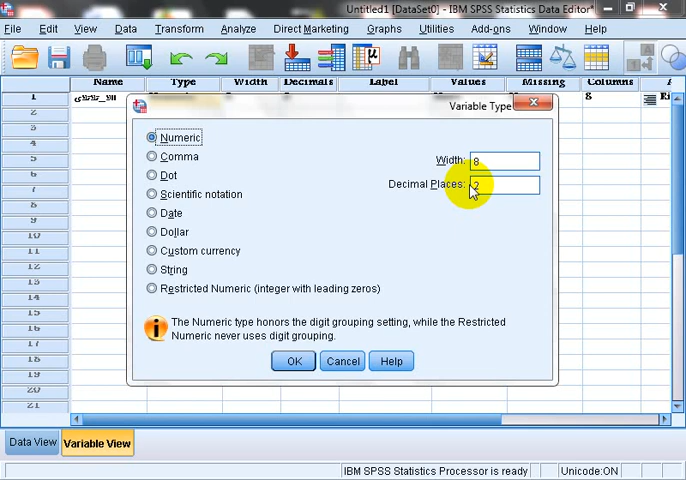 Untitled1 [DataSet0] - IBM SPSS Statistics Data Editor*
File Edit View Data Transform Analyze Direct Marketing Graphs Utilities Add-ons Window Help
Name Type Width Decimals Label Values Missing Columns A
1 8 Ri
2
3
4
5
6
7
8
9
10
11
12
13
14
15
16
17
18
19
20
21
Variable Type
Numeric
Comma
Dot
Scientific notation
Date
Dollar
Custom currency
String
Restricted Numeric (integer with leading zeros)
Width: 8
Decimal Places: 2
The Numeric type honors the digit grouping setting, while the Restricted
Numeric never uses digit grouping.
OK Cancel Help
Data View Variable View
IBM SPSS Statistics Processor is ready Unicode:ON